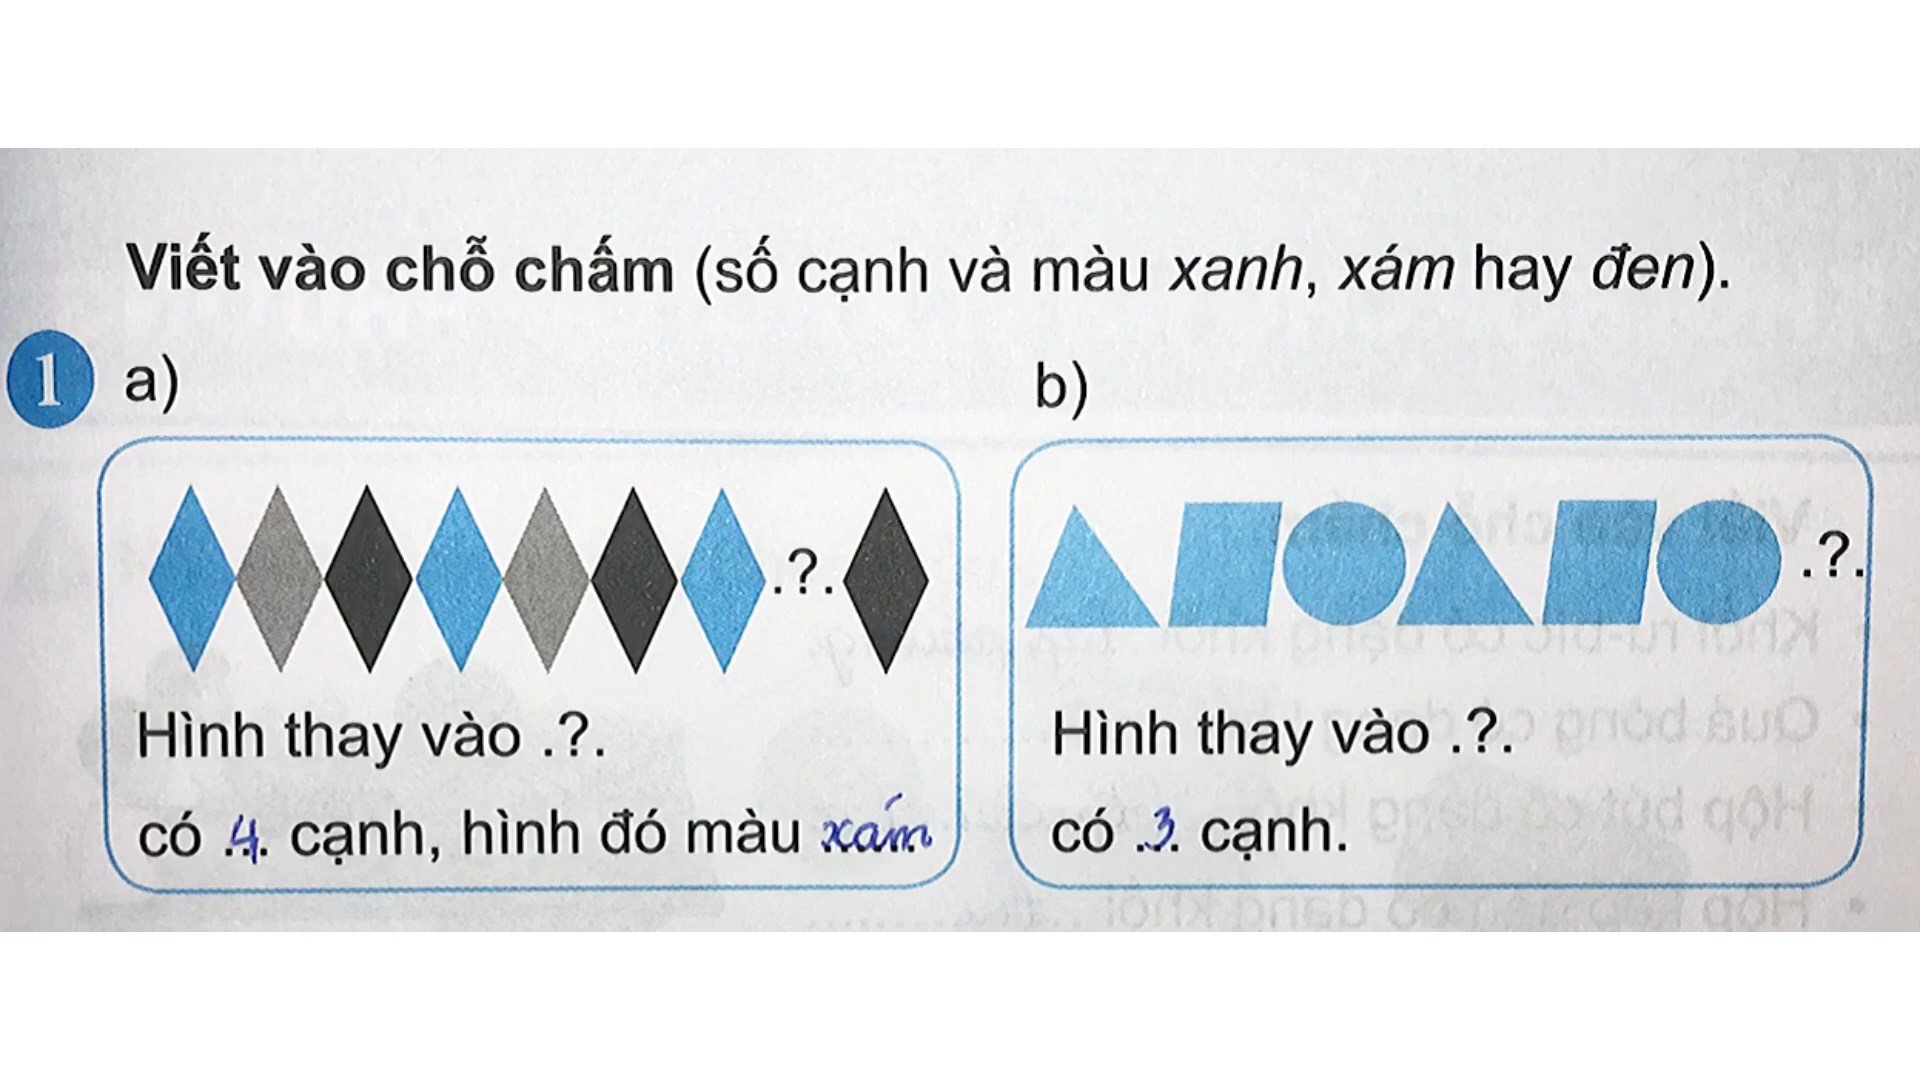 Viết vào chỗ chấm (số cạnh và màu xanh, xám hay đen).
1 a)
b)
.?.
Hình thay vào .?.
có 4 cạnh, hình đó màu xám
.?.
Hình thay vào .?.
có 3 cạnh.